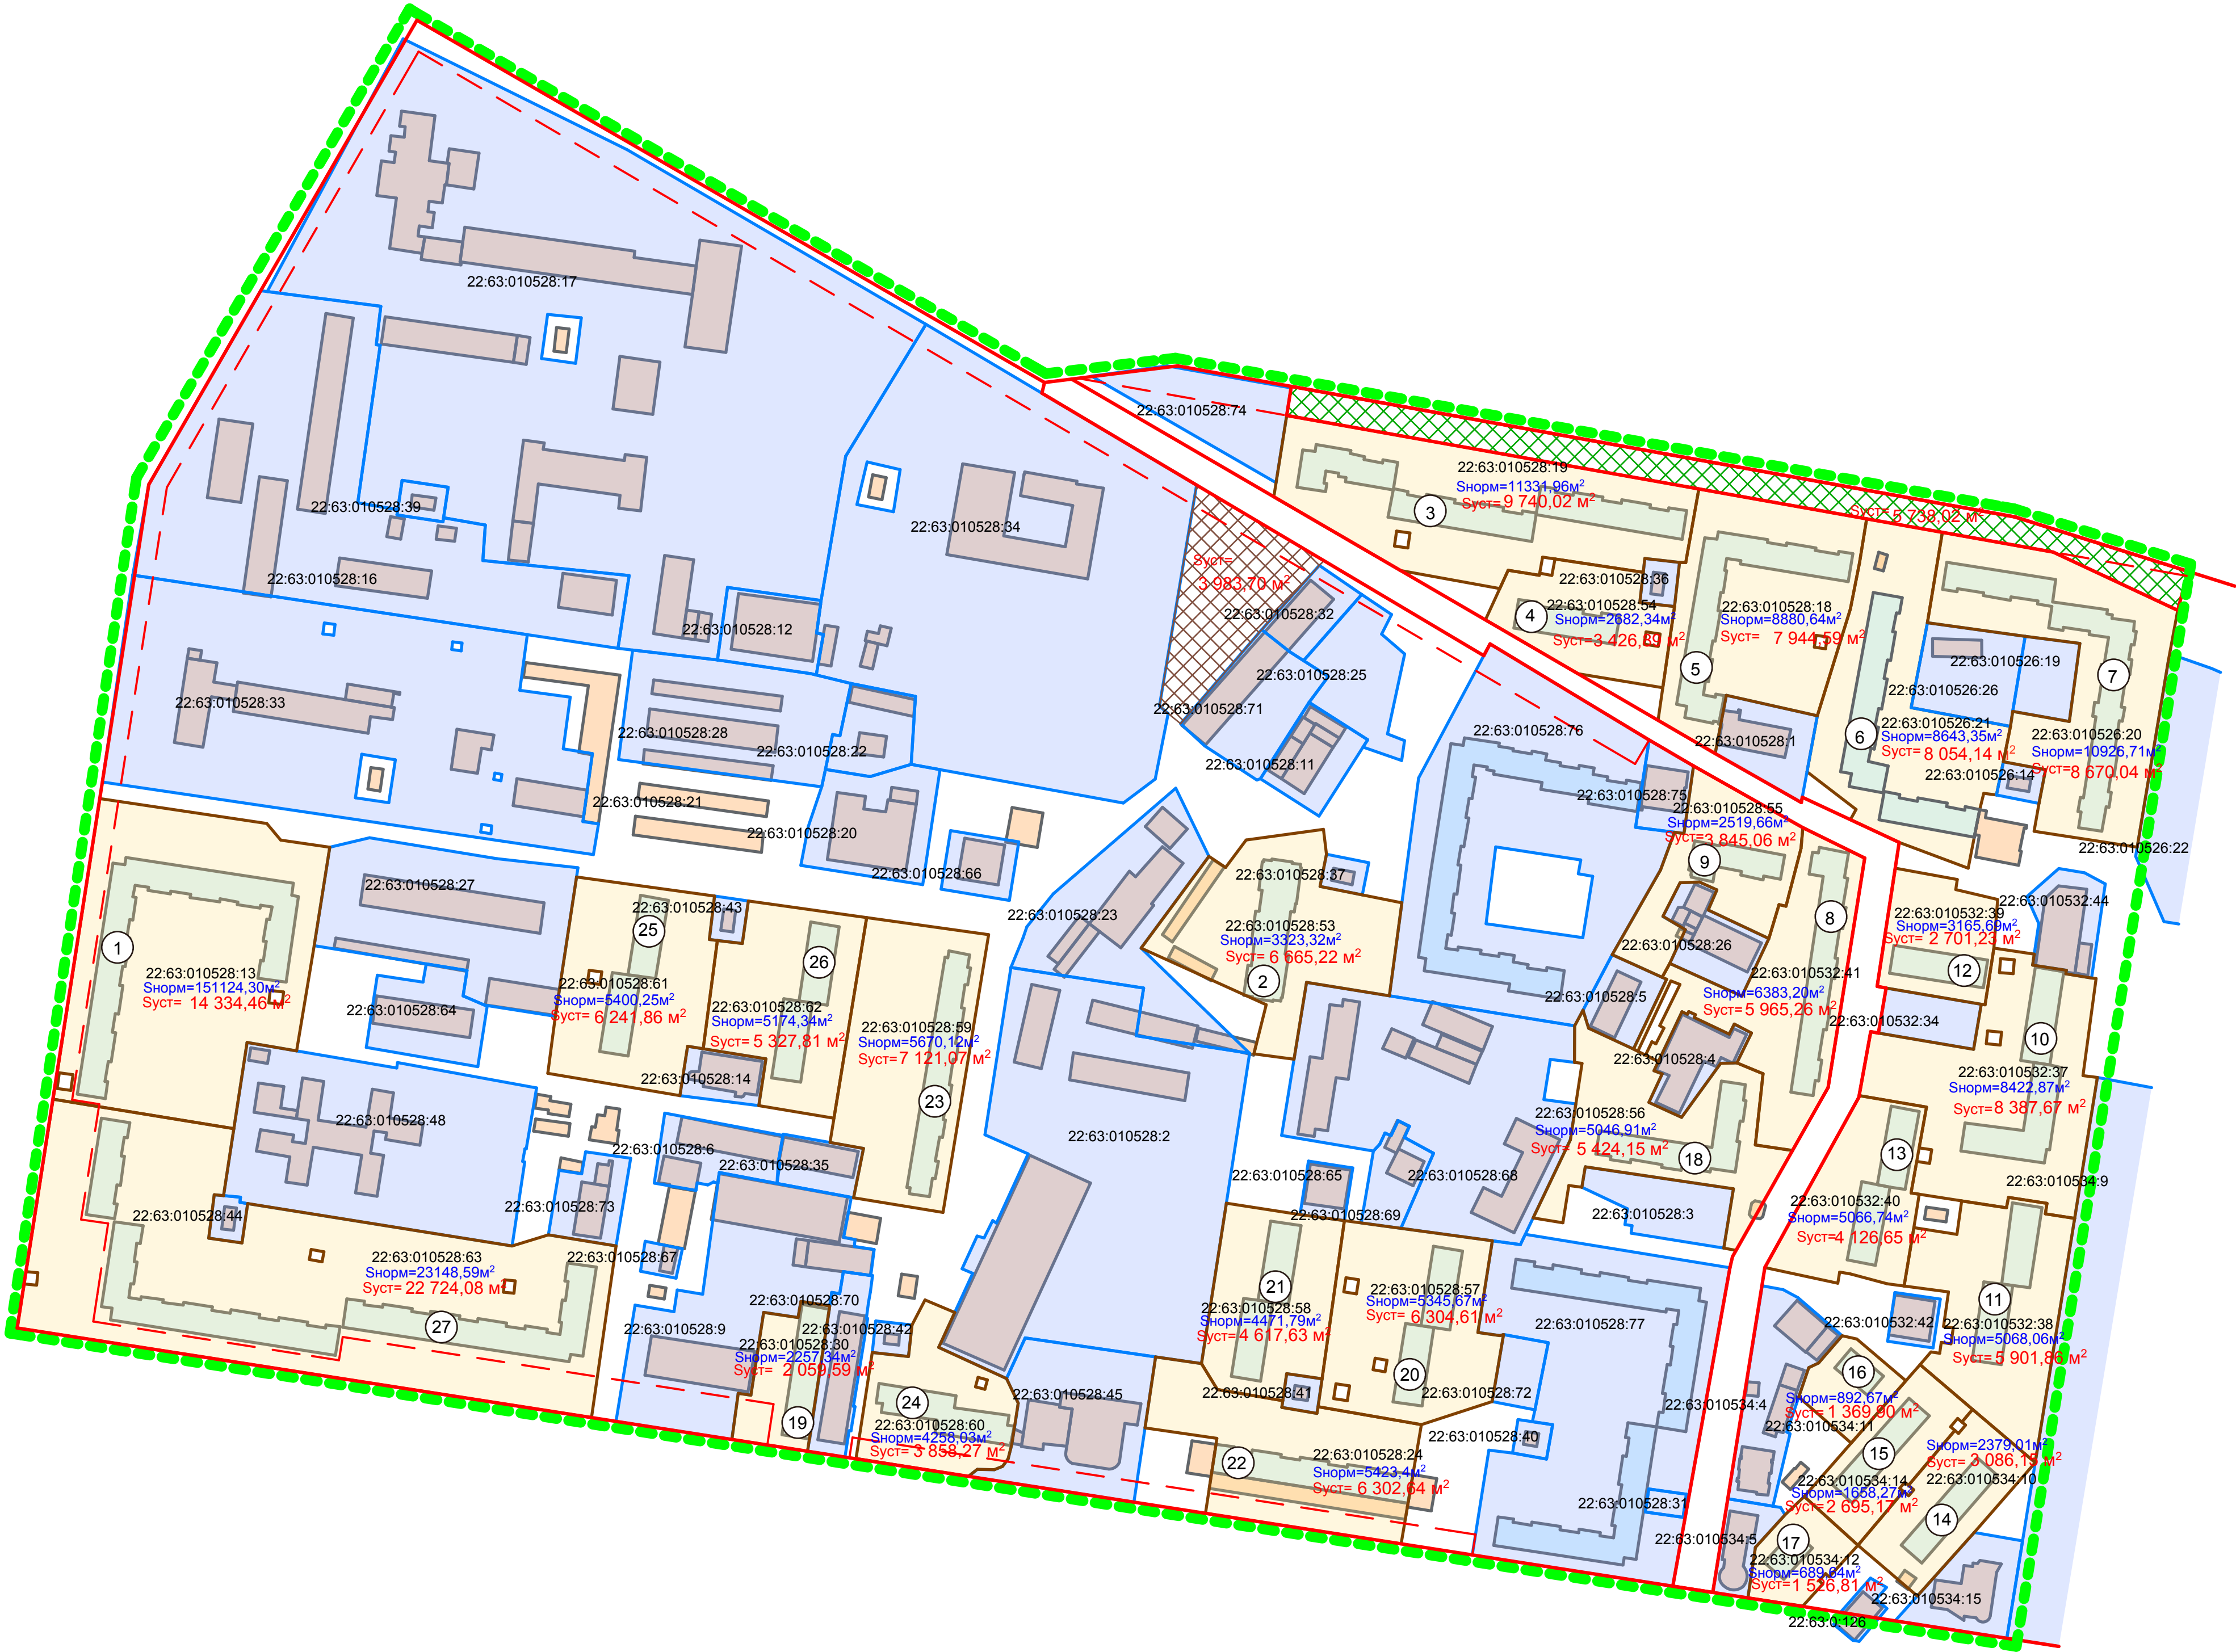 22:63:010528:17
22:63:010528:74
22:63:010528:19
Sнорм=11331,96м²
Sуст= 9 740,02 м²
3
22:63:010528:39
22:63:010528:34
Sуст= 5 738,02 м²
22:63:010528:16
Sуст=
3 983,70 м²
22:63:010528:36
22:63:010528:54
Sнорм=2682,34м²
Sуст= 3 426,89 м²
4
22:63:010528:18
Sнорм=8880,64м²
Sуст= 7 944,59 м²
5
22:63:010528:32
22:63:010528:12
22:63:010526:19
22:63:010526:26
7
22:63:010528:25
22:63:010528:33
22:63:010528:71
22:63:010528:28
22:63:010528:22
22:63:010528:76
22:63:010528:1
6
22:63:010526:21
Sнорм=8643,35м²
Sуст= 8 054,14 м²
22:63:010526:20
Sнорм=10926,71м²
Sуст=8 670,04 м²
22:63:010526:14
22:63:010528:11
22:63:010528:21
22:63:010528:75
22:63:010528:55
Sнорм=2519,66м²
Sуст=3 845,06 м²
9
22:63:010528:20
22:63:010526:22
22:63:010528:66
22:63:010528:37
22:63:010528:27
22:63:010528:43
22:63:010528:23
22:63:010532:44
8
22:63:010532:39
Sнорм=3165,69м²
Sуст= 2 701,23 м²
12
25
26
1
22:63:010528:53
Sнорм=3323,32м²
Sуст= 6 665,22 м²
2
22:63:010528:26
22:63:010528:13
Sнорм=151124,30м²
Sуст= 14 334,46 м²
22:63:010528:61
Sнорм=5400,25м²
Sуст= 6 241,86 м²
22:63:010532:41
Sнорм=6383,20м²
Sуст= 5 965,26 м²
22:63:010528:5
22:63:010528:64
22:63:010528:62
Sнорм=5174,34м²
Sуст= 5 327,81 м²
22:63:010528:59
Sнорм=5670,12м²
Sуст=7 121,07 м²
22:63:010532:34
10
22:63:010528:4
22:63:010528:14
23
22:63:010532:37
Sнорм=8422,87м²
Sуст=8 387,67 м²
22:63:010528:48
22:63:010528:2
22:63:010528:56
Sнорм=5046,91м²
Sуст= 5 424,15 м²
18
13
22:63:010528:6
22:63:010528:35
22:63:010528:65
22:63:010528:68
22:63:010534:9
22:63:010528:44
22:63:010528:73
22:63:010528:69
22:63:010528:3
22:63:010532:40
Sнорм=5066,74м²
Sуст=4 126,65 м²
22:63:010528:63
Sнорм=23148,59м²
Sуст= 22 724,08 м²
27
22:63:010528:67
21
22:63:010528:58
Sнорм=4471,79м²
Sуст= 4 617,63 м²
22:63:010528:57
Sнорм=5345,67м²
Sуст= 6 304,61 м²
20
22:63:010528:70
22:63:010528:9
22:63:010528:42
22:63:010528:30
Sнорм=2257,34м²
Sуст= 2 059,59 м²
19
22:63:010528:77
11
22:63:010532:42
22:63:010532:38
Sнорм=5068,06м²
Sуст= 5 901,86 м²
16
22:63:010528:45
22:63:010528:41
22:63:010528:72
24
22:63:010528:60
Sнорм=4258,03м²
Sуст= 3 858,27 м²
22:63:010534:4
Sнорм=892,67м²
Sуст= 1 369,90 м²
22:63:010534:11
22:63:010528:40
22
22:63:010528:24
Sнорм=5423,4м²
Sуст= 6 302,64 м²
15
Sнорм=2379,01м²
Sуст= 3 086,15 м²
22:63:010534:10
22:63:010534:14
Sнорм=1658,27м²
Sуст=2 695,17 м²
22:63:010528:31
14
22:63:010534:5
17
22:63:010534:12
Sнорм=689,64м²
Sуст=1 526,81 м²
22:63:010534:15
22:63:0:126